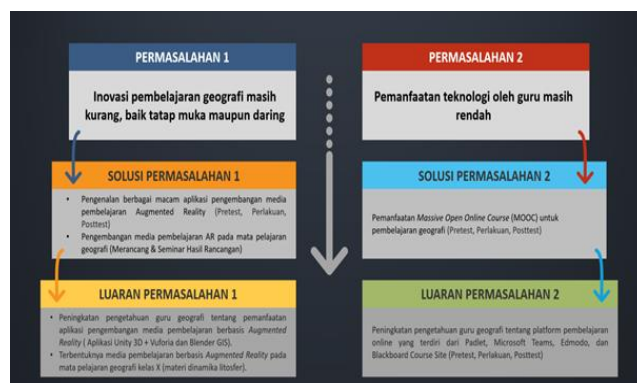 PERMASALAHAN 1
Inovasi pembelajaran geografi masih
kurang, baik tatap muka maupun daring
SOLUSI PERMASALAHAN 1
• Pengenalan berbagai macam aplikasi pengembangan media
pembelajaran Augmented Reality (Pretest, Perlakuan,
Posttest)
• Pengembangan media pembelajaran AR pada mata pelajaran
geografi (Merancang & Seminar Hasil Rancangan)
LUARAN PERMASALAHAN 1
• Peningkatan pengetahuan guru geografi tentang pemanfaatan
aplikasi pengembangan media pembelajaran berbasis Augmented
Reality ( Aplikasi Unity 3D + Vuforia dan Blender GIS).
• Terbentuknya media pembelajaran berbasis Augmented Reality pada
mata pelajaran geografi kelas X (materi dinamika litosfer).
PERMASALAHAN 2
Pemanfaatan teknologi oleh guru masih
rendah
SOLUSI PERMASALAHAN 2
Pemanfaatan Massive Open Online Course (MOOC) untuk
pembelajaran geografi (Pretest, Perlakuan, Posttest)
LUARAN PERMASALAHAN 2
Peningkatan pengetahuan guru geografi tentang platform pembelajaran
online yang terdiri dari Padlet, Microsoft Teams, Edmodo, dan
Blackboard Course Site (Pretest, Perlakuan, Posttest)